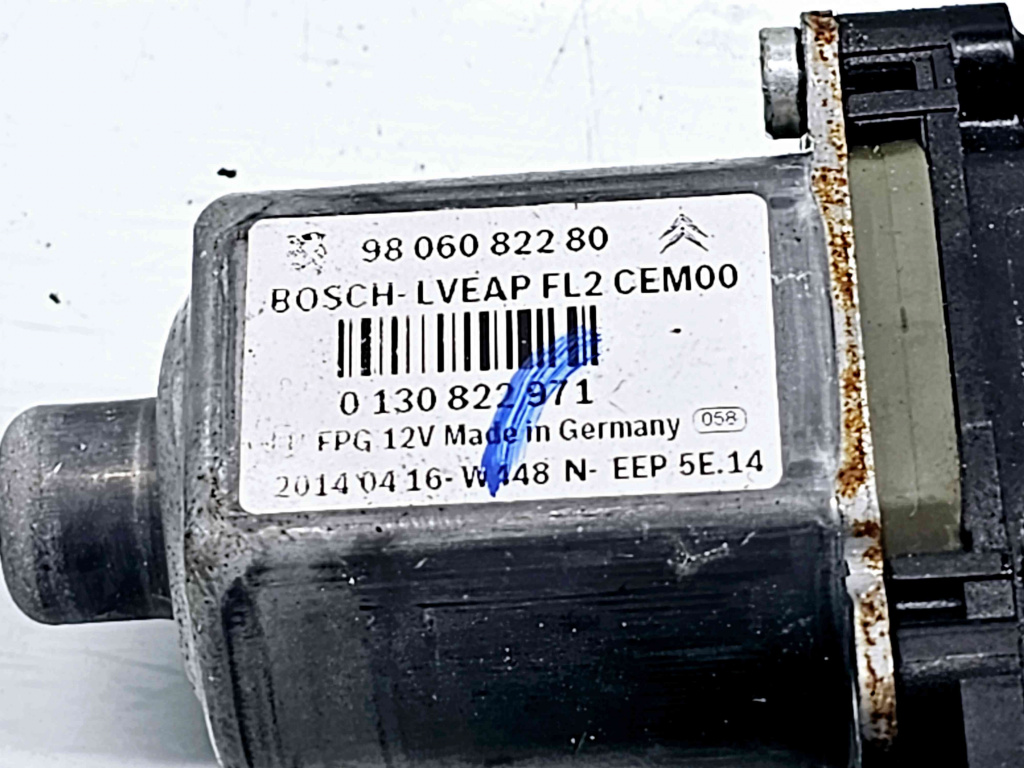 98 060 822 80
BOSCH- LVEAP FL2 CEM00
0 130 822 971
FPG 12V Made in Germany 058
2014 04 16- W448 N- EEP 5E.14